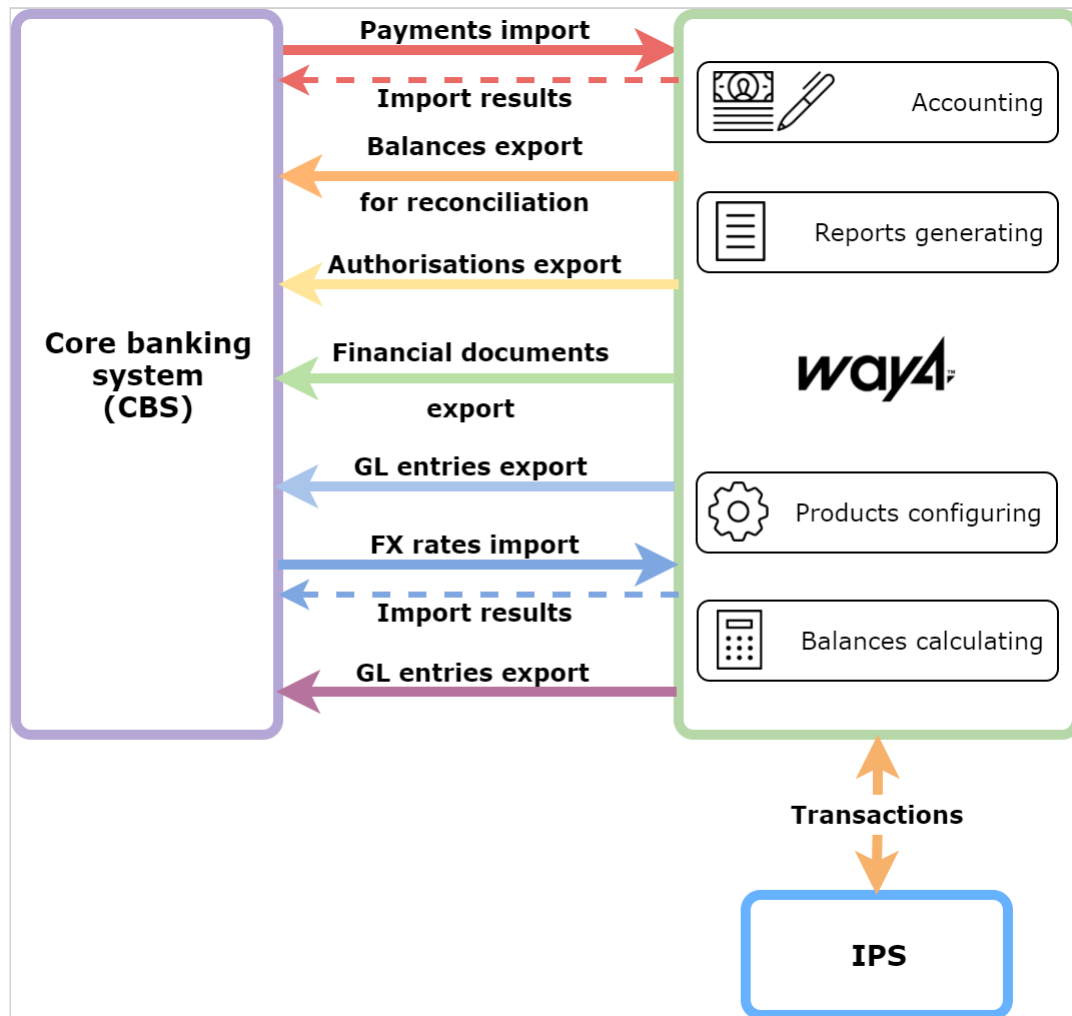 Payments import
Import results
Balances export
for reconciliation
Authorisations export
Financial documents
export
GL entries export
FX rates import
Import results
GL entries export
Core banking
system
(CBS)
Accounting
Reports generating
way4™
Products configuring
Balances calculating
Transactions
IPS